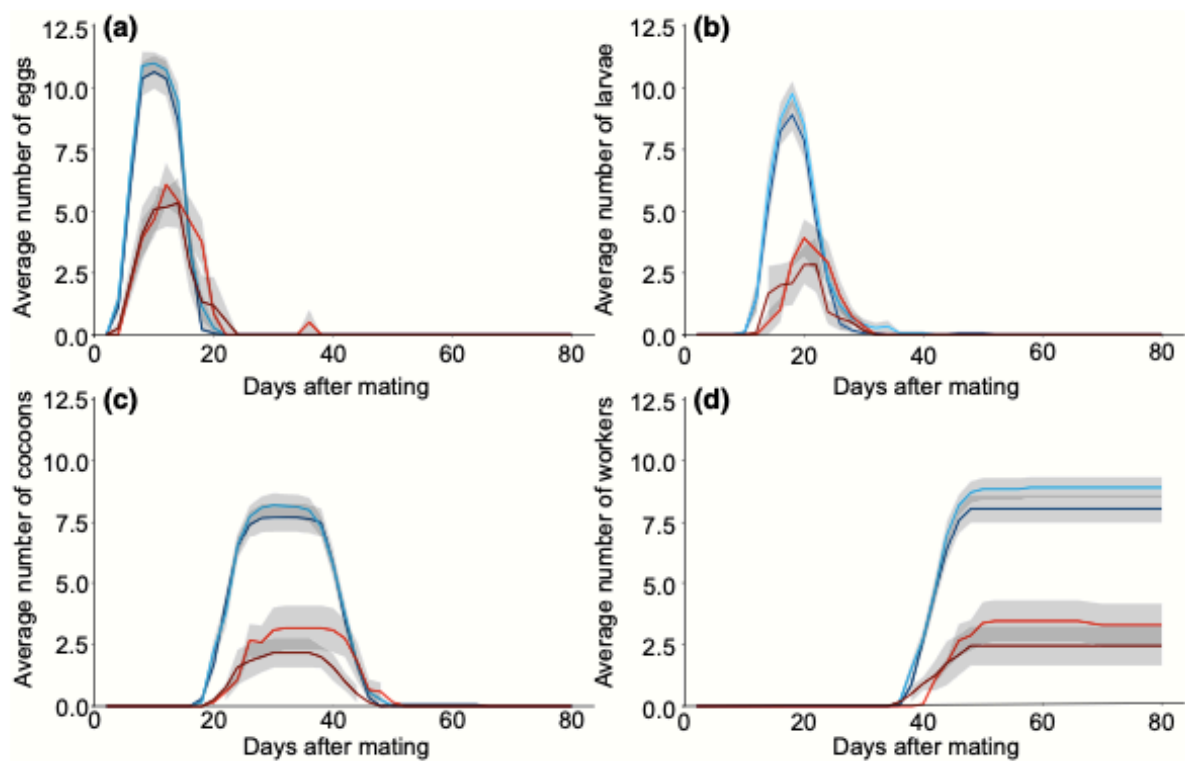 (a)
12.5
10.0
7.5
5.0
2.5
0.0
Average number of eggs
0 20 40 60 80
Days after mating
(b)
12.5
10.0
7.5
5.0
2.5
0.0
Average number of larvae
0 20 40 60 80
Days after mating
(c)
12.5
10.0
7.5
5.0
2.5
0.0
Average number of cocoons
0 20 40 60 80
Days after mating
(d)
12.5
10.0
7.5
5.0
2.5
0.0
Average number of workers
0 20 40 60 80
Days after mating